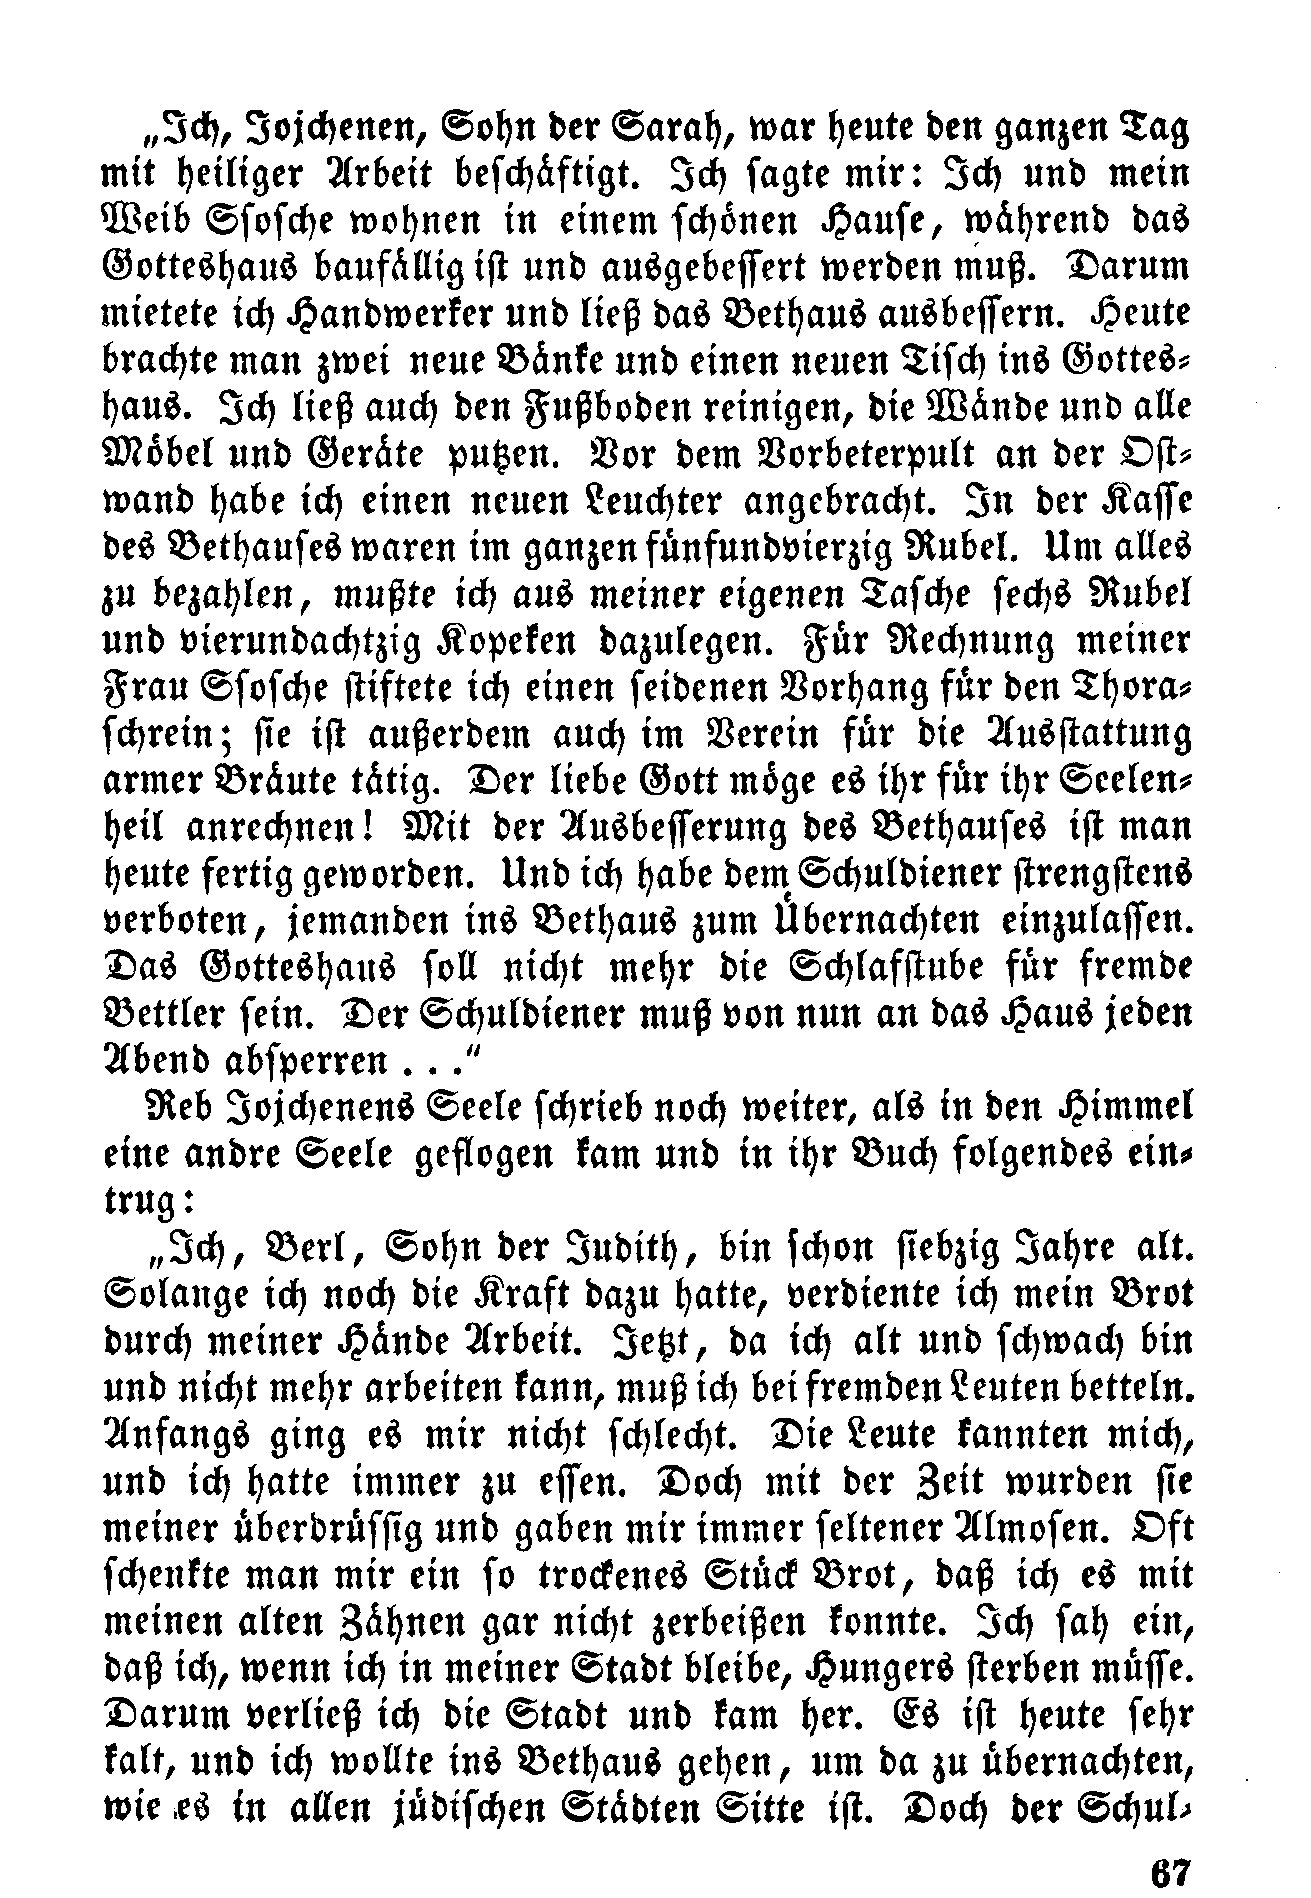 „Ich, Jojchenen, Sohn der Sarah, war heute den ganzen Tag
mit heiliger Arbeit beschäftigt. Ich sagte mir: Ich und mein
Weib Ssosche wohnen in einem schönen Hause, während das
Gotteshaus baufällig ist und ausgebessert werden muß. Darum
mietete ich Handwerker und ließ das Bethaus ausbessern. Heute
brachte man zwei neue Bänke und einen neuen Tisch ins Gottes-
haus. Ich ließ auch den Fußboden reinigen, die Wände und alle
Möbel und Geräte putzen. Vor dem Vorbeterpult an der Ost-
wand habe ich einen neuen Leuchter angebracht. In der Kasse
des Bethauses waren im ganzen fünfundvierzig Rubel. Um alles
zu bezahlen, mußte ich aus meiner eigenen Tasche sechs Rubel
und vierundachtzig Kopeken dazulegen. Für Rechnung meiner
Frau Ssosche stiftete ich einen seidenen Vorhang für den Thora-
schrein; sie ist außerdem auch im Verein für die Ausstattung
armer Bräute tätig. Der liebe Gott möge es ihr für ihr Seelen-
heil anrechnen! Mit der Ausbesserung des Bethauses ist man
heute fertig geworden. Und ich habe dem Schuldiener strengstens
verboten, jemanden ins Bethaus zum Übernachten einzulassen.
Das Gotteshaus soll nicht mehr die Schlafstube für fremde
Bettler sein. Der Schuldiener muß von nun an das Haus jeden
Abend absperren . . .“
Reb Jojchenens Seele schrieb noch weiter, als in den Himmel
eine andre Seele geflogen kam und in ihr Buch folgendes ein-
trug:
„Ich, Berl, Sohn der Judith, bin schon siebzig Jahre alt.
Solange ich noch die Kraft dazu hatte, verdiente ich mein Brot
durch meiner Hände Arbeit. Jetzt, da ich alt und schwach bin
und nicht mehr arbeiten kann, muß ich bei fremden Leuten betteln.
Anfangs ging es mir nicht schlecht. Die Leute kannten mich,
und ich hatte immer zu essen. Doch mit der Zeit wurden sie
meiner überdrüssig und gaben mir immer seltener Almosen. Oft
schenkte man mir ein so trockenes Stück Brot, daß ich es mit
meinen alten Zähnen gar nicht zerbeißen konnte. Ich sah ein,
daß ich, wenn ich in meiner Stadt bleibe, Hungers sterben müsse.
Darum verließ ich die Stadt und kam her. Es ist heute sehr
kalt, und ich wollte ins Bethaus gehen, um da zu übernachten,
wie es in allen jüdischen Städten Sitte ist. Doch der Schul-
67